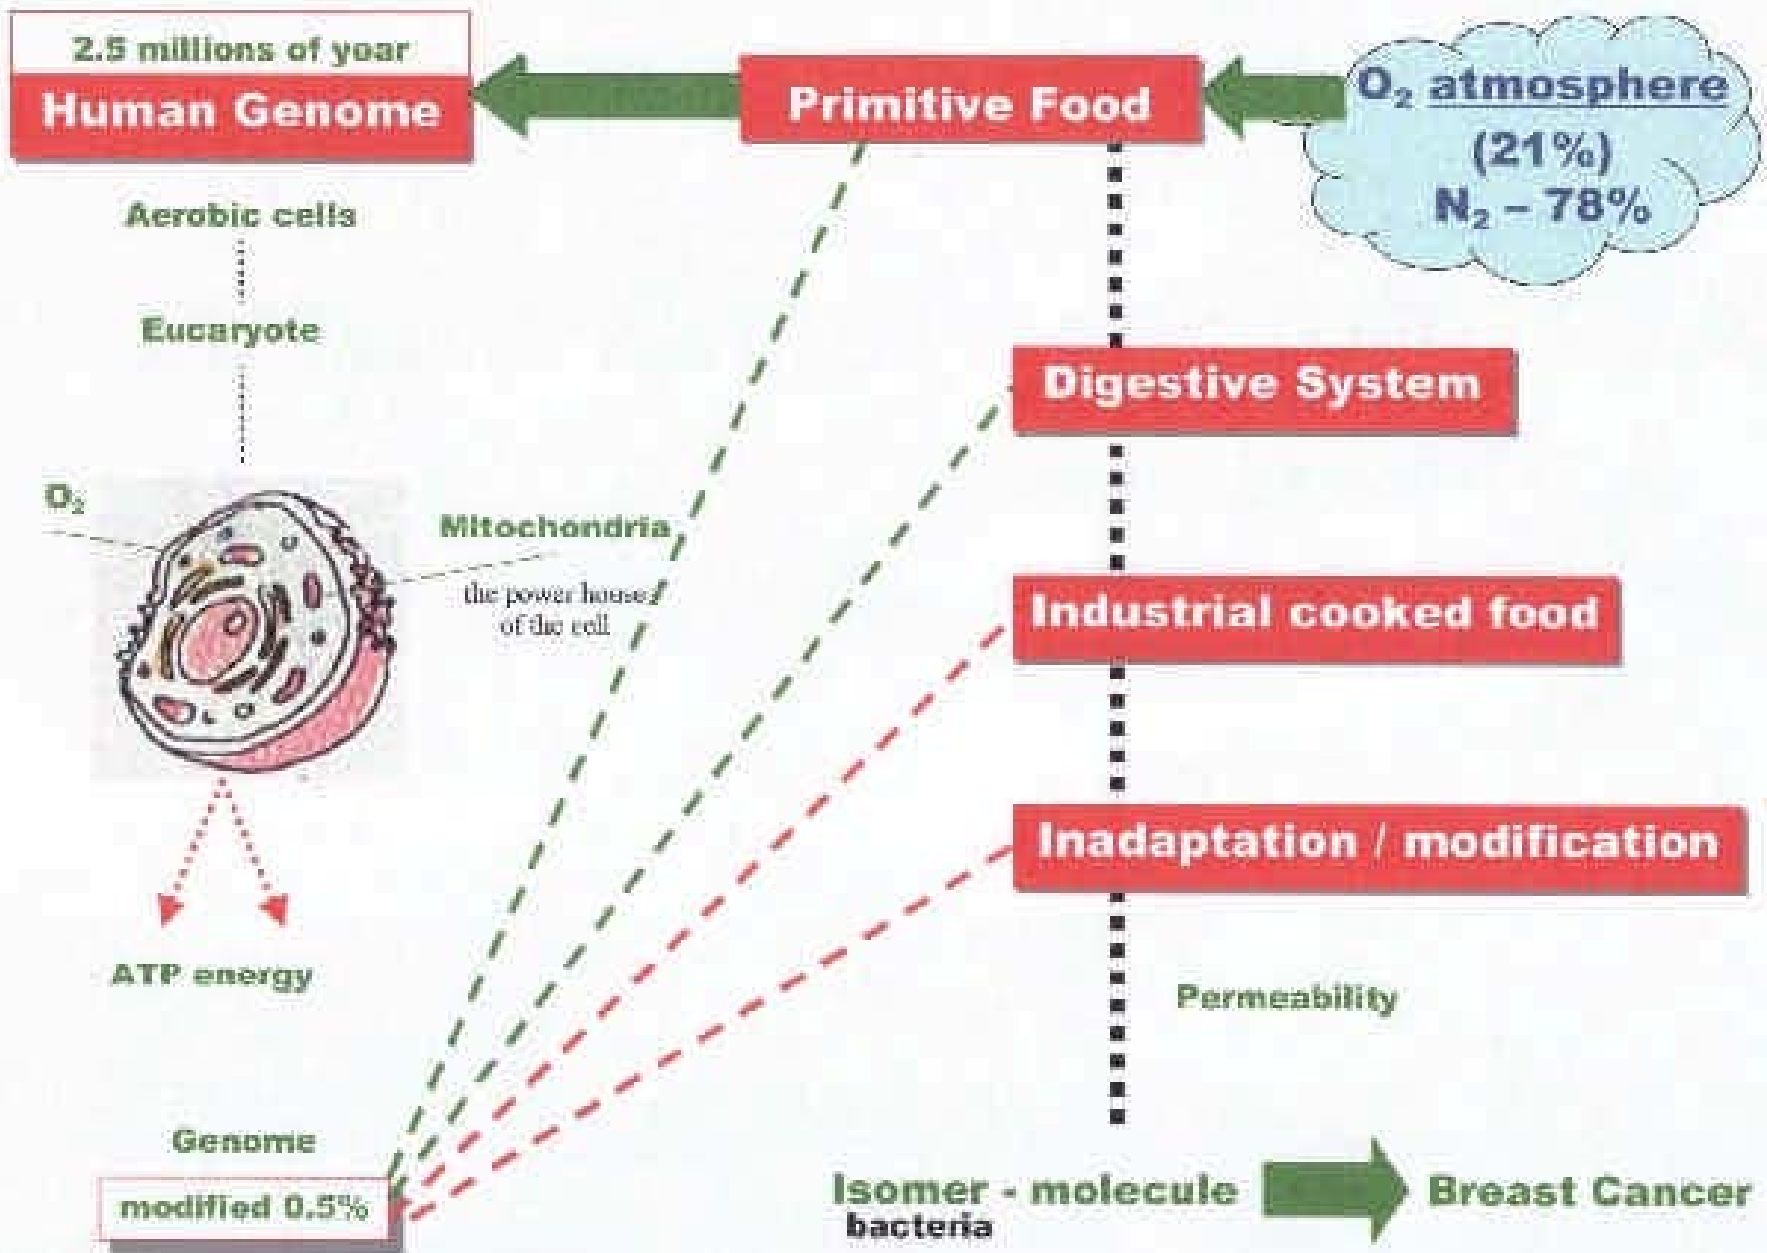 2.5 millions of year
Human Genome
Primitive Food
O₂ atmosphere
(21%)
N₂ – 78%
Aerobic cells
Eucaryote
Digestive System
O₂
Mitochondria
the power house
of the cell
Industrial cooked food
Inadaptation / modification
ATP energy
Permeability
Genome
modified 0.5%
Isomer - molecule
bacteria
Breast Cancer